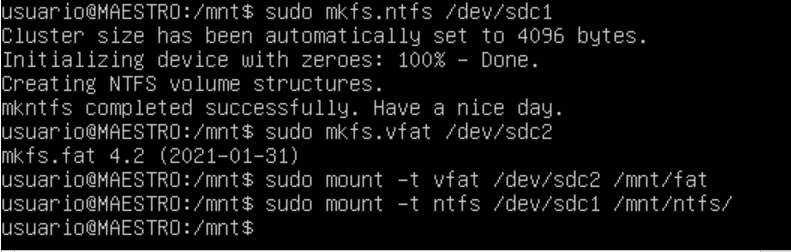 usuario@MAESTRO:/mnt$ sudo mkfs.ntfs /dev/sdc1
Cluster size has been automatically set to 4096 bytes.
Initializing device with zeroes: 100% - Done.
Creating NTFS volume structures.
mkntfs completed successfully. Have a nice day.
usuario@MAESTRO:/mnt$ sudo mkfs.vfat /dev/sdc2
mkfs.fat 4.2 (2021-01-31)
usuario@MAESTRO:/mnt$ sudo mount -t vfat /dev/sdc2 /mnt/fat
usuario@MAESTRO:/mnt$ sudo mount -t ntfs /dev/sdc1 /mnt/ntfs/
usuario@MAESTRO:/mnt$